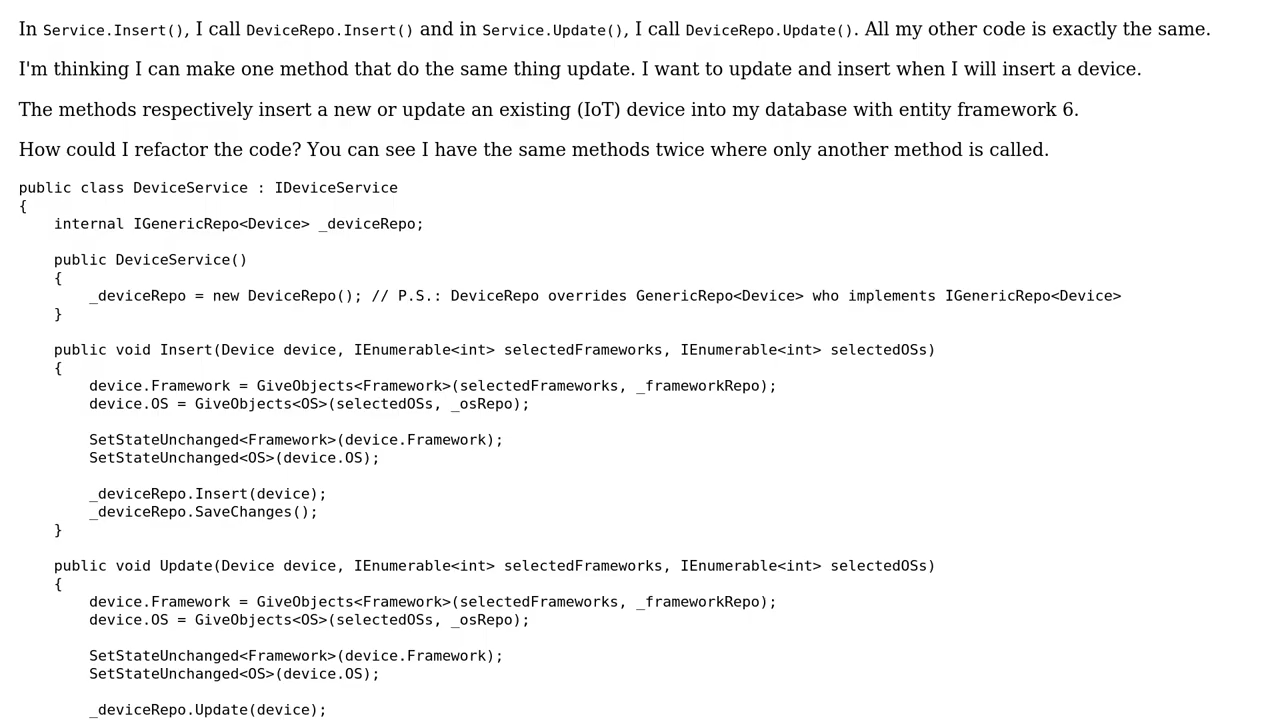 In Service.Insert(), I call DeviceRepo.Insert() and in Service.Update(), I call DeviceRepo.Update(). All my other code is exactly the same.
I'm thinking I can make one method that do the same thing update. I want to update and insert when I will insert a device.
The methods respectively insert a new or update an existing (IoT) device into my database with entity framework 6.
How could I refactor the code? You can see I have the same methods twice where only another method is called.
public class DeviceService : IDeviceService
{
    internal IGenericRepo<Device> _deviceRepo;

    public DeviceService()
    {
        _deviceRepo = new DeviceRepo(); // P.S.: DeviceRepo overrides GenericRepo<Device> who implements IGenericRepo<Device>
    }

    public void Insert(Device device, IEnumerable<int> selectedFrameworks, IEnumerable<int> selectedOSs)
    {
        device.Framework = GiveObjects<Framework>(selectedFrameworks, _frameworkRepo);
        device.OS = GiveObjects<OS>(selectedOSs, _osRepo);

        SetStateUnchanged<Framework>(device.Framework);
        SetStateUnchanged<OS>(device.OS);

        _deviceRepo.Insert(device);
        _deviceRepo.SaveChanges();
    }

    public void Update(Device device, IEnumerable<int> selectedFrameworks, IEnumerable<int> selectedOSs)
    {
        device.Framework = GiveObjects<Framework>(selectedFrameworks, _frameworkRepo);
        device.OS = GiveObjects<OS>(selectedOSs, _osRepo);

        SetStateUnchanged<Framework>(device.Framework);
        SetStateUnchanged<OS>(device.OS);

        _deviceRepo.Update(device);